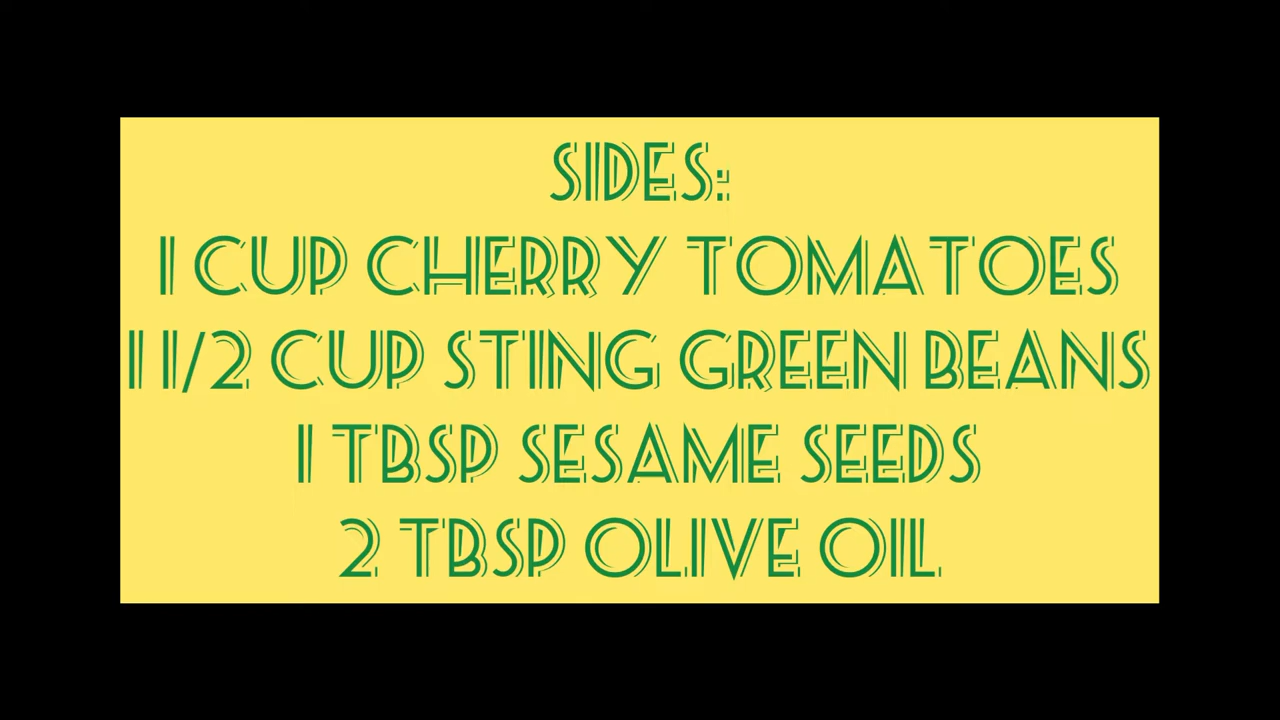 SIDES:
1 CUP CHERRY TOMATOES
1 1/2 CUP STING GREEN BEANS
1 TBSP SESAME SEEDS
2 TBSP OLIVE OIL